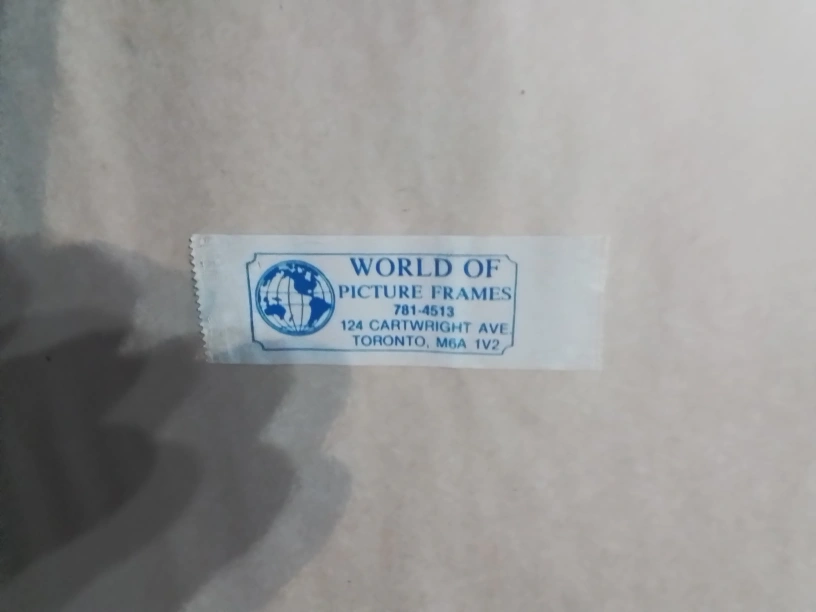 WORLD OF
PICTURE FRAMES
781-4513
124 CARTWRIGHT AVE.
TORONTO, M6A 1V2